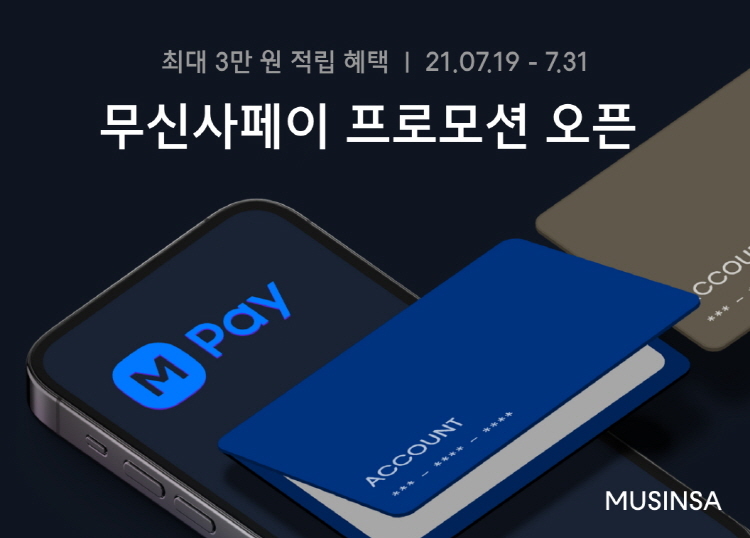 최대 3만 원 적립 혜택 | 21.07.19 - 7.31
무신사페이 프로모션 오픈
M Pay
ACCOUNT
*** - **** - ****
*** -
MUSINSA